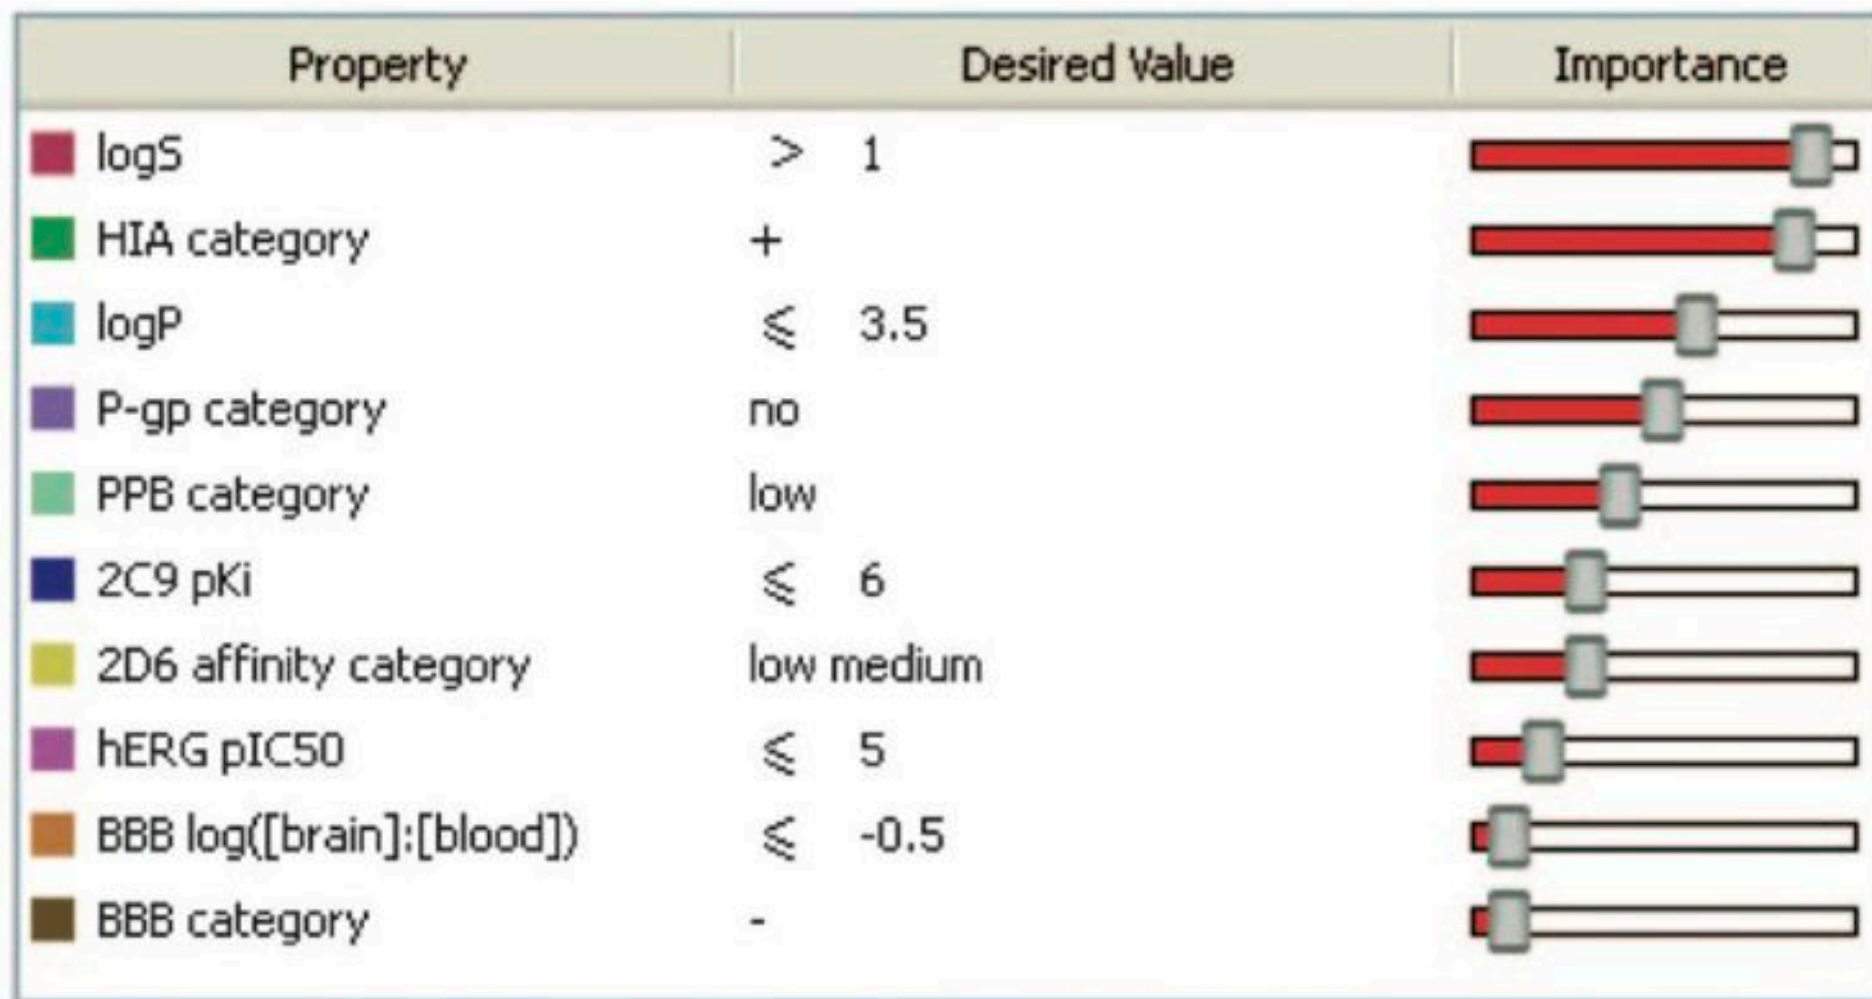 Property Desired Value Importance
logS > 1
HIA category +
logP ⩽ 3.5
P-gp category no
PPB category low
2C9 pKi ⩽ 6
2D6 affinity category low medium
hERG pIC50 ⩽ 5
BBB log([brain]:[blood]) ⩽ -0.5
BBB category -